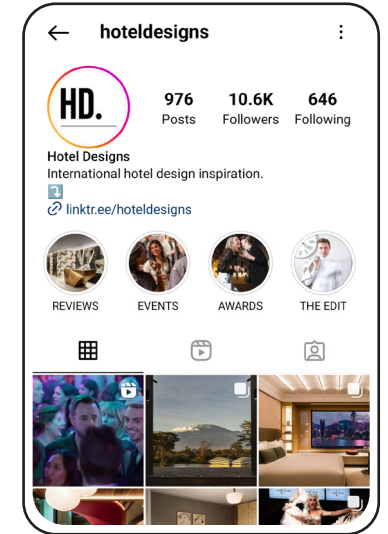 hoteldesigns
HD.
976 10.6K 646
Posts Followers Following
Hotel Designs
International hotel design inspiration.
linktr.ee/hoteldesigns
REVIEWS EVENTS AWARDS THE EDIT